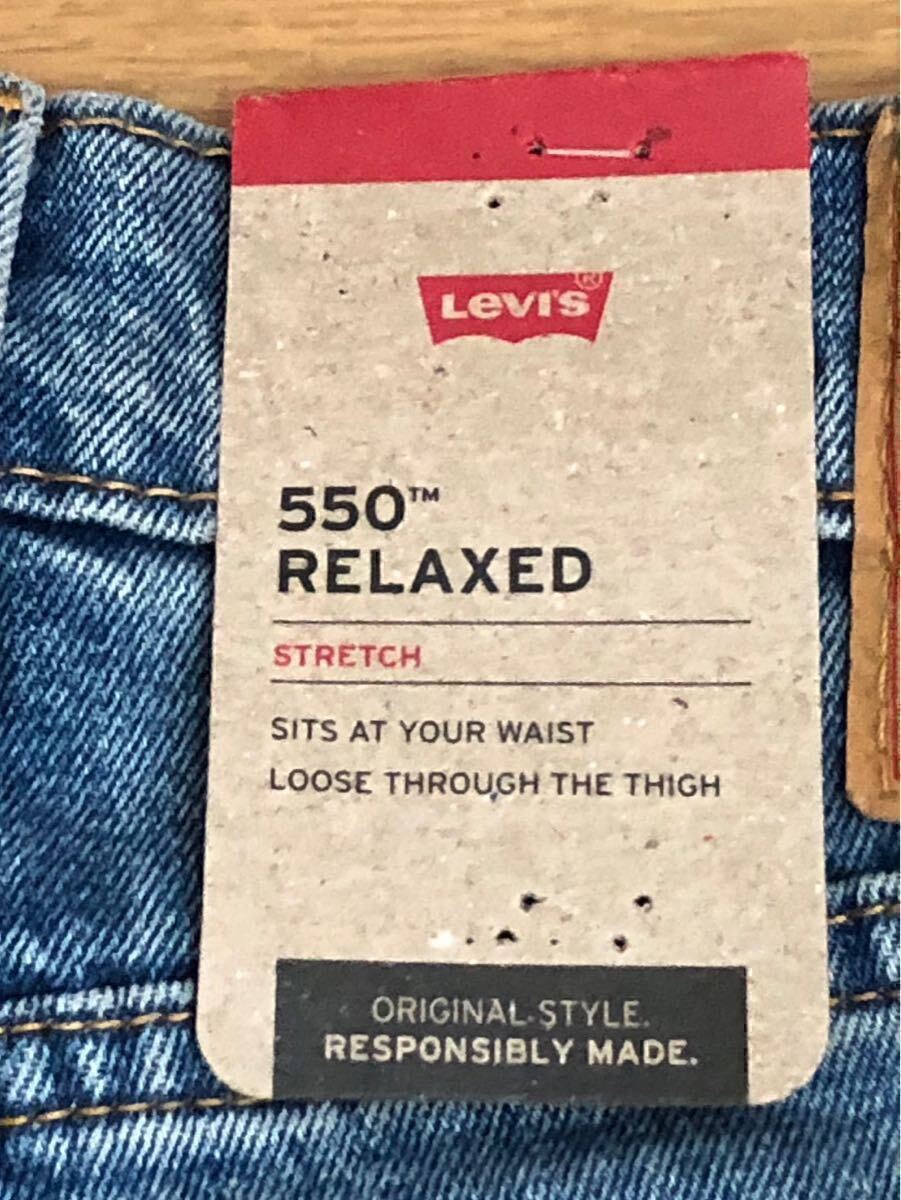 LEVI'S®
550™
RELAXED
STRETCH
SITS AT YOUR WAIST
LOOSE THROUGH THE THIGH
ORIGINAL STYLE.
RESPONSIBLY MADE.